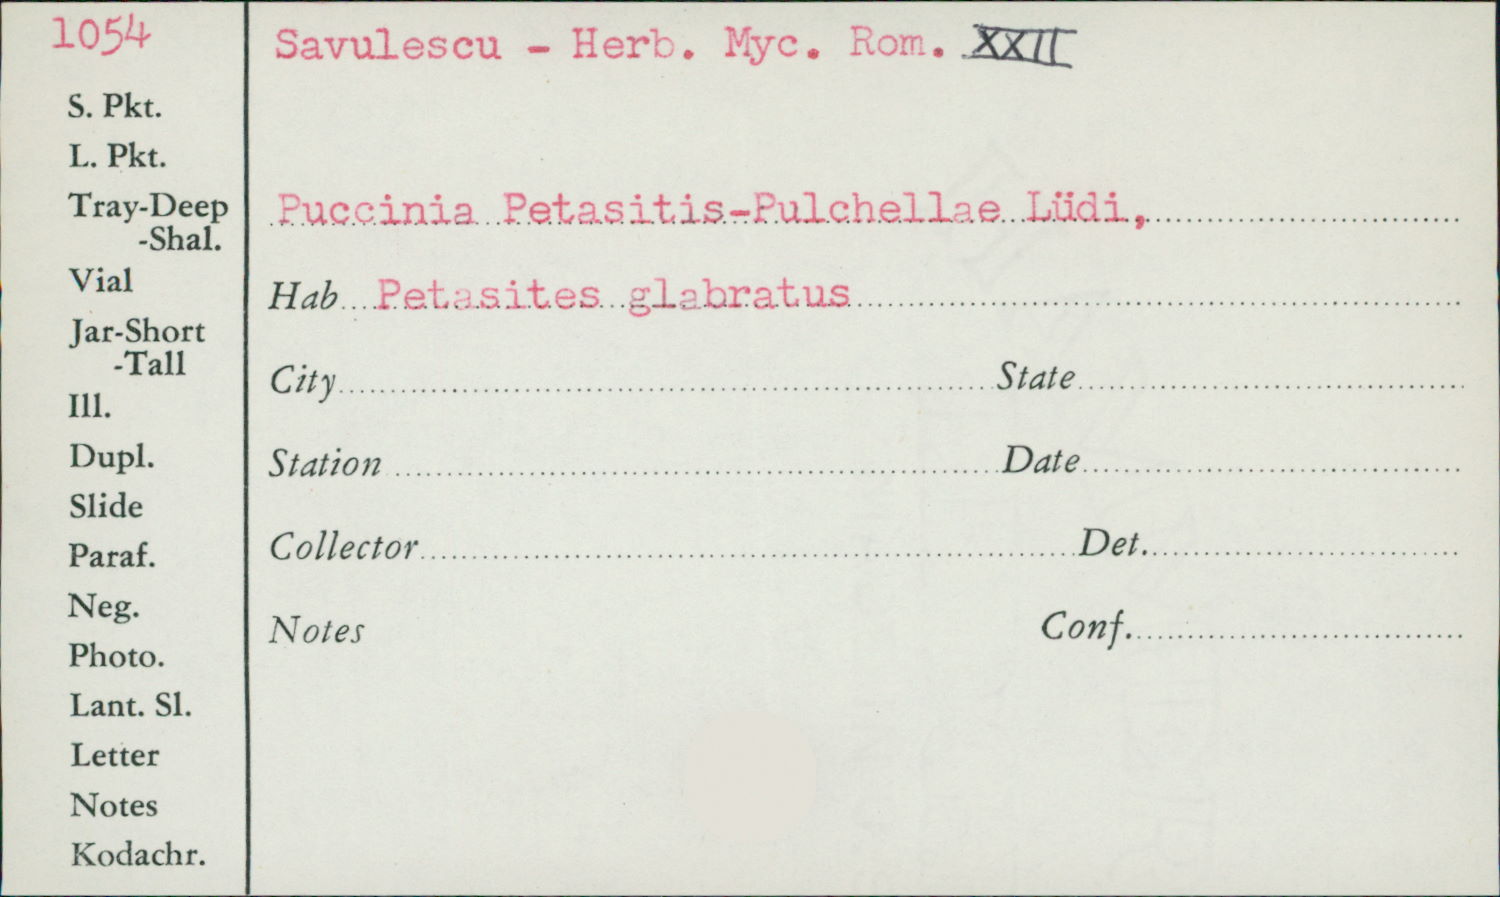 1054
Savulescu - Herb. Myc. Rom. XXII
S. Pkt.
L. Pkt.
Tray-Deep
-Shal.
Vial
Jar-Short
-Tall
Ill.
Dupl.
Slide
Paraf.
Neg.
Photo.
Lant. Sl.
Letter
Notes
Kodachr.
Puccinia Petasitis-Pulchellae Lüdi,
Hab Petasites glabratus
City State
Station Date
Collector Det.
Notes Conf.